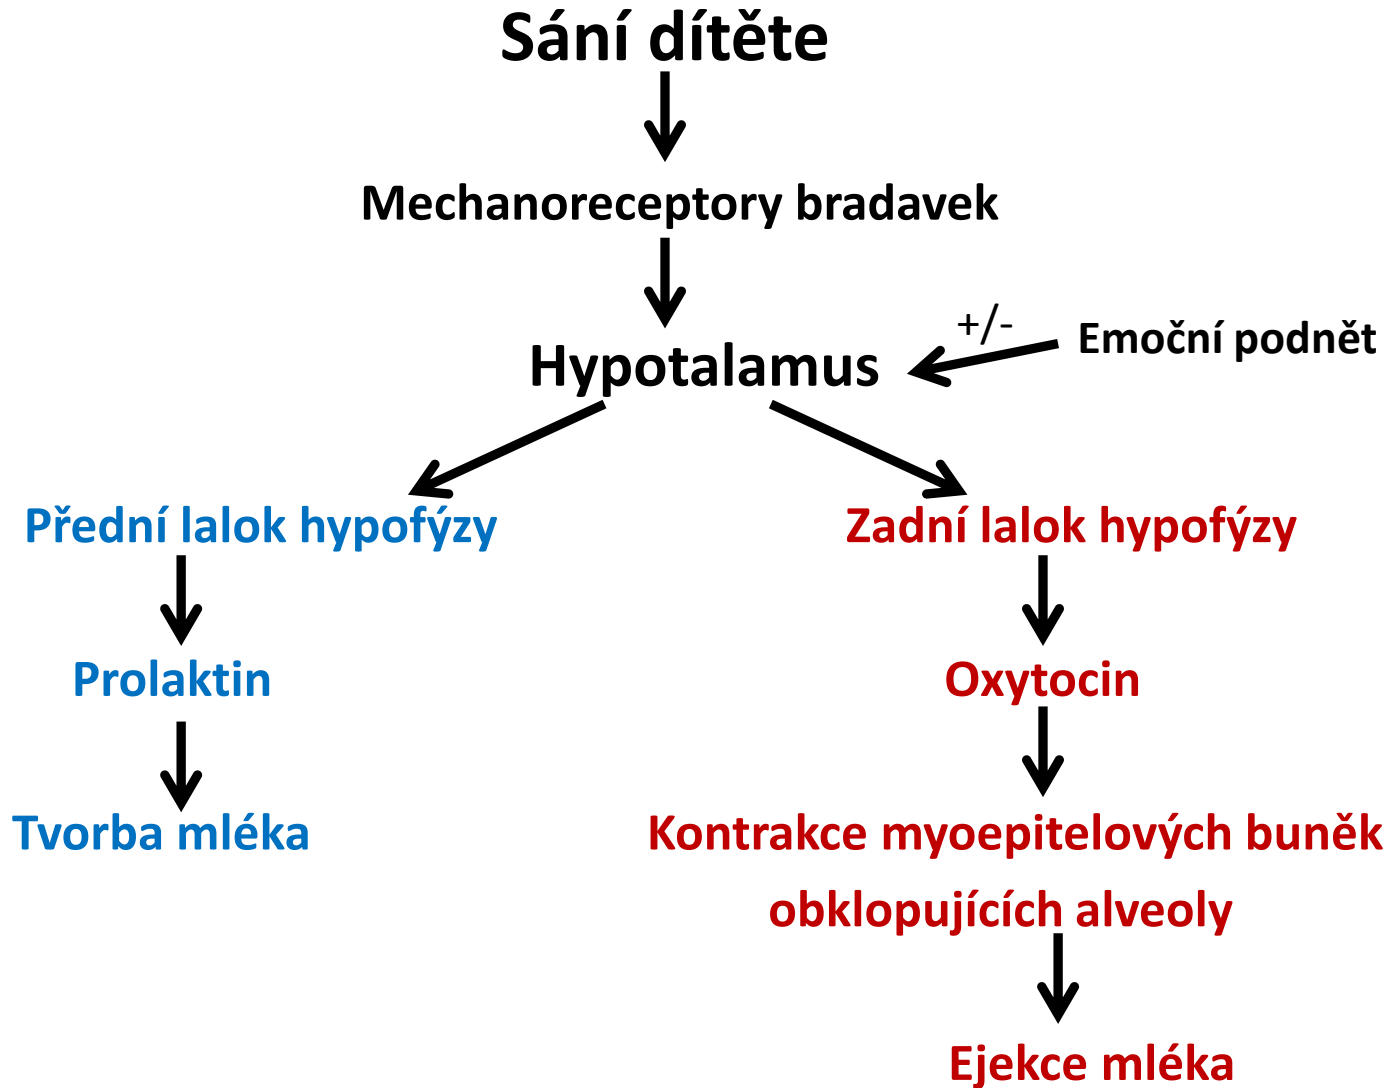 Sání dítěte
Mechanoreceptory bradavek
+/-
Emoční podnět
Hypotalamus
Přední lalok hypofýzy
Zadní lalok hypofýzy
Prolaktin
Oxytocin
Tvorba mléka
Kontrakce myoepitelových buněk
obklopujících alveoly
Ejekce mléka